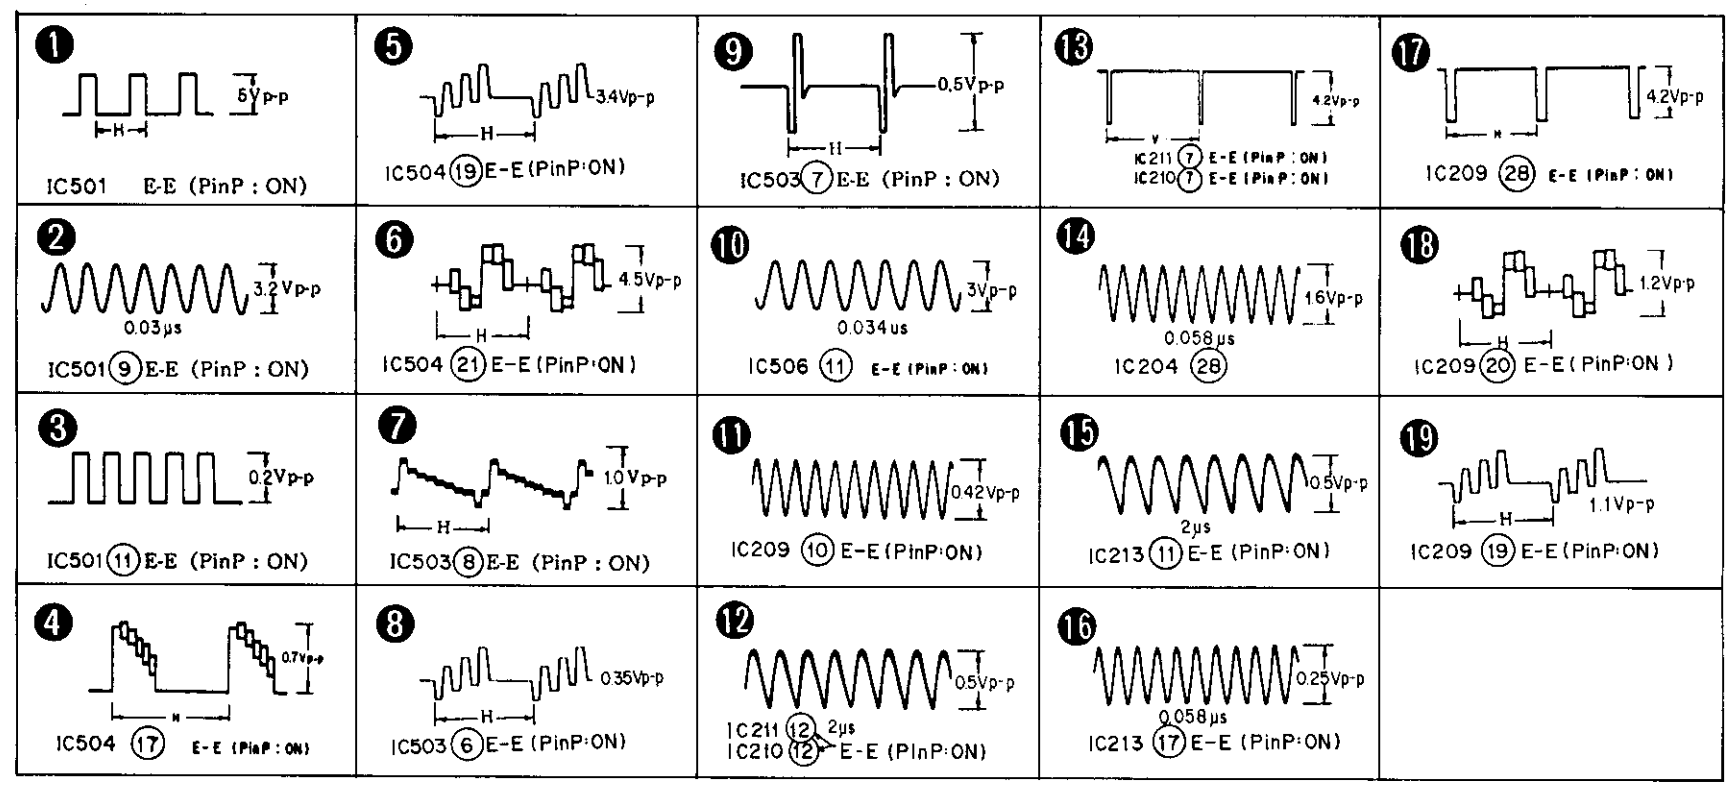 1
5Vp-p
H
IC501 E-E (PinP : ON)
2
3.2Vp-p
0.03µs
IC501 9 E-E (PinP : ON)
3
0.2Vp-p
IC501 11 E-E (PinP : ON)
4
0.7Vp-p
H
IC504 17 E-E (PinP : ON)
5
3.4Vp-p
H
IC504 19 E-E (PinP:ON)
6
4.5Vp-p
H
IC504 21 E-E (PinP:ON)
7
1.0Vp-p
H
IC503 8 E-E (PinP : ON)
8
0.35Vp-p
H
IC503 6 E-E (PinP:ON)
9
0.5Vp-p
H
IC503 7 E-E (PinP : ON)
10
3Vp-p
0.034us
IC506 11 E-E (PinP : ON)
11
0.42Vp-p
IC209 10 E-E (PinP:ON)
12
0.5Vp-p
IC211 12 2µs
IC210 12 E-E (PInP:ON)
13
4.2Vp-p
V
IC211 7 E-E (PinP : ON)
IC210 7 E-E (PinP : ON)
14
1.6Vp-p
0.058µs
IC204 28
15
0.5Vp-p
2µs
IC213 11 E-E (PinP:ON)
16
0.25Vp-p
0.058µs
IC213 17 E-E (PinP:ON)
17
4.2Vp-p
H
IC209 28 E-E (PinP : ON)
18
1.2Vp-p
H
IC209 20 E-E (PinP:ON)
19
1.1Vp-p
H
IC209 19 E-E (PinP:ON)